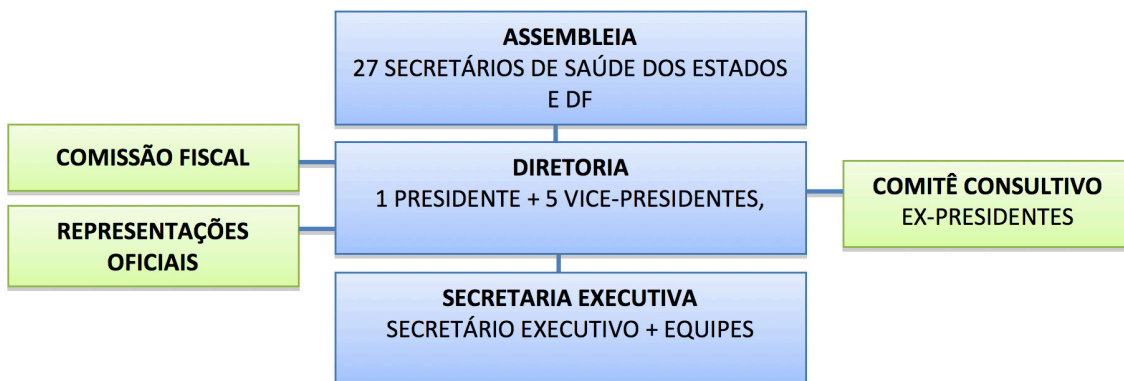 ASSEMBLEIA
27 SECRETÁRIOS DE SAÚDE DOS ESTADOS
E DF
COMISSÃO FISCAL
DIRETORIA
1 PRESIDENTE + 5 VICE-PRESIDENTES,
COMITÊ CONSULTIVO
EX-PRESIDENTES
REPRESENTAÇÕES
OFICIAIS
SECRETARIA EXECUTIVA
SECRETÁRIO EXECUTIVO + EQUIPES